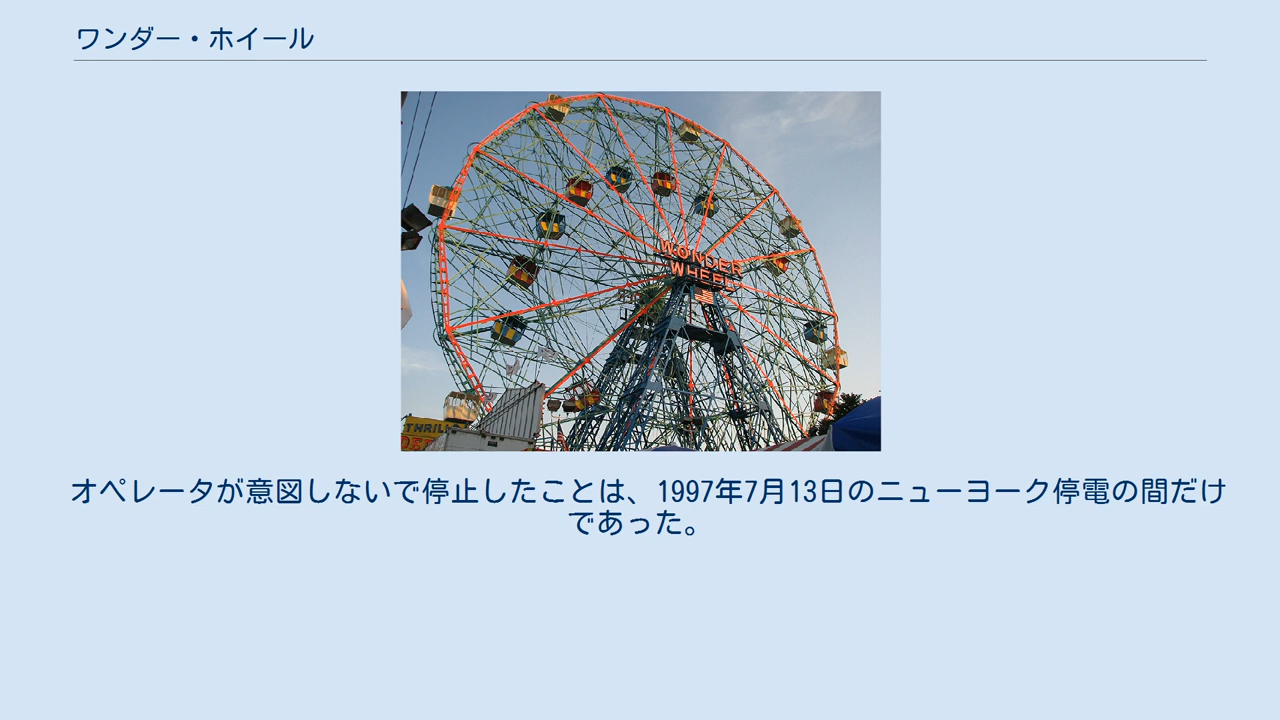 ワンダー・ホイール
WONDER
WHEEL
THRILL
オペレータが意図しないで停止したことは、1997年7月13日のニューヨーク停電の間だけ
であった。